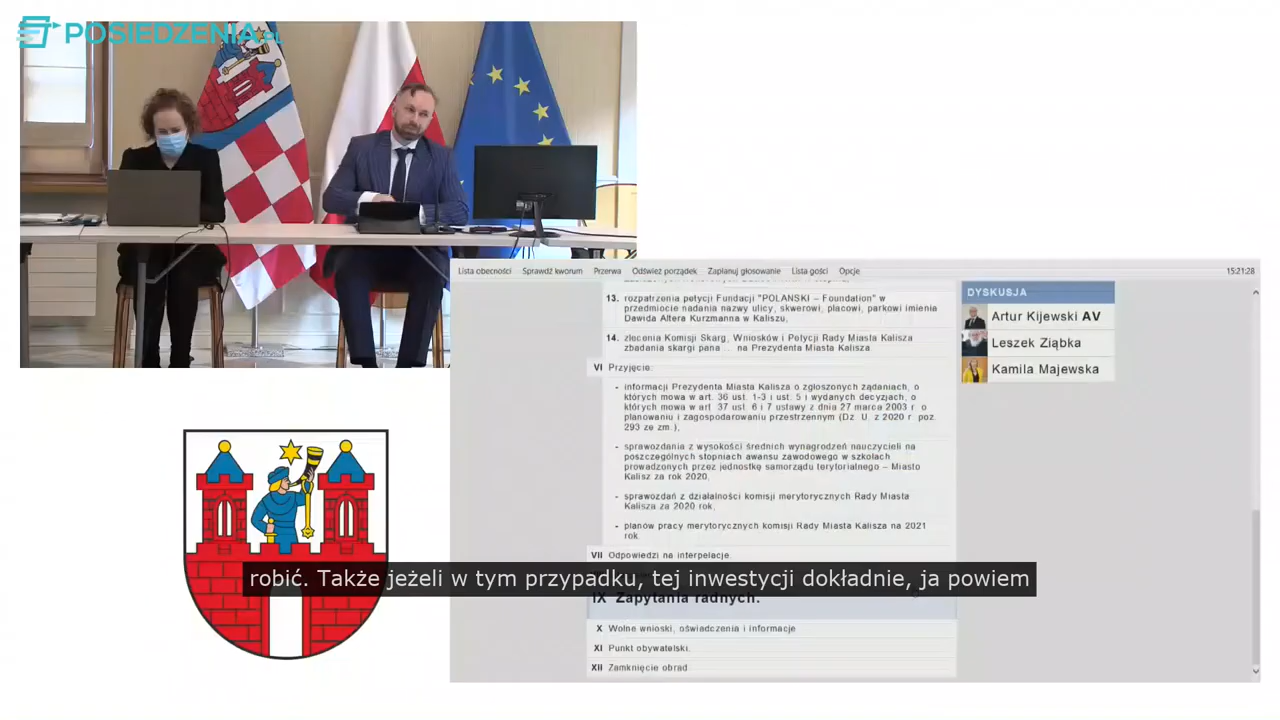 POSIEDZENIA.PL
Lista obecności Sprawdź kworum Przerwa Odśwież porządek Zaplanuj głosowanie Lista gości Opcje 15:21:28
13. rozpatrzenia petycji Fundacji "POLANSKI – Foundation" w
przedmiocie nadania nazwy ulicy, skwerowi, placowi, parkowi imienia
Dawida Altera Kurzmanna w Kaliszu,
14. zlecenia Komisji Skarg, Wniosków i Petycji Rady Miasta Kalisza
zbadania skargi pana ... na Prezydenta Miasta Kalisza.
VI Przyjęcie:
- informacji Prezydenta Miasta Kalisza o zgłoszonych żądaniach, o
których mowa w art. 36 ust. 1-3 i ust. 5 i wydanych decyzjach, o
których mowa w art. 37 ust. 6 i 7 ustawy z dnia 27 marca 2003 r. o
planowaniu i zagospodarowaniu przestrzennym (Dz. U. z 2020 r. poz.
293 ze zm.),
- sprawozdania z wysokości średnich wynagrodzeń nauczycieli na
poszczególnych stopniach awansu zawodowego w szkołach
prowadzonych przez jednostkę samorządu terytorialnego – Miasto
Kalisz za rok 2020,
- sprawozdań z działalności komisji merytorycznych Rady Miasta
Kalisza za 2020 rok,
- planów pracy merytorycznych komisji Rady Miasta Kalisza na 2021
rok.
VII Odpowiedzi na interpelacje.
IX Zapytania radnych.
X Wolne wnioski, oświadczenia i informacje
XI Punkt obywatelski.
XII Zamknięcie obrad
DYSKUSJA
Artur Kijewski AV
Leszek Ziąbka
Kamila Majewska
robić. Także jeżeli w tym przypadku, tej inwestycji dokładnie, ja powiem